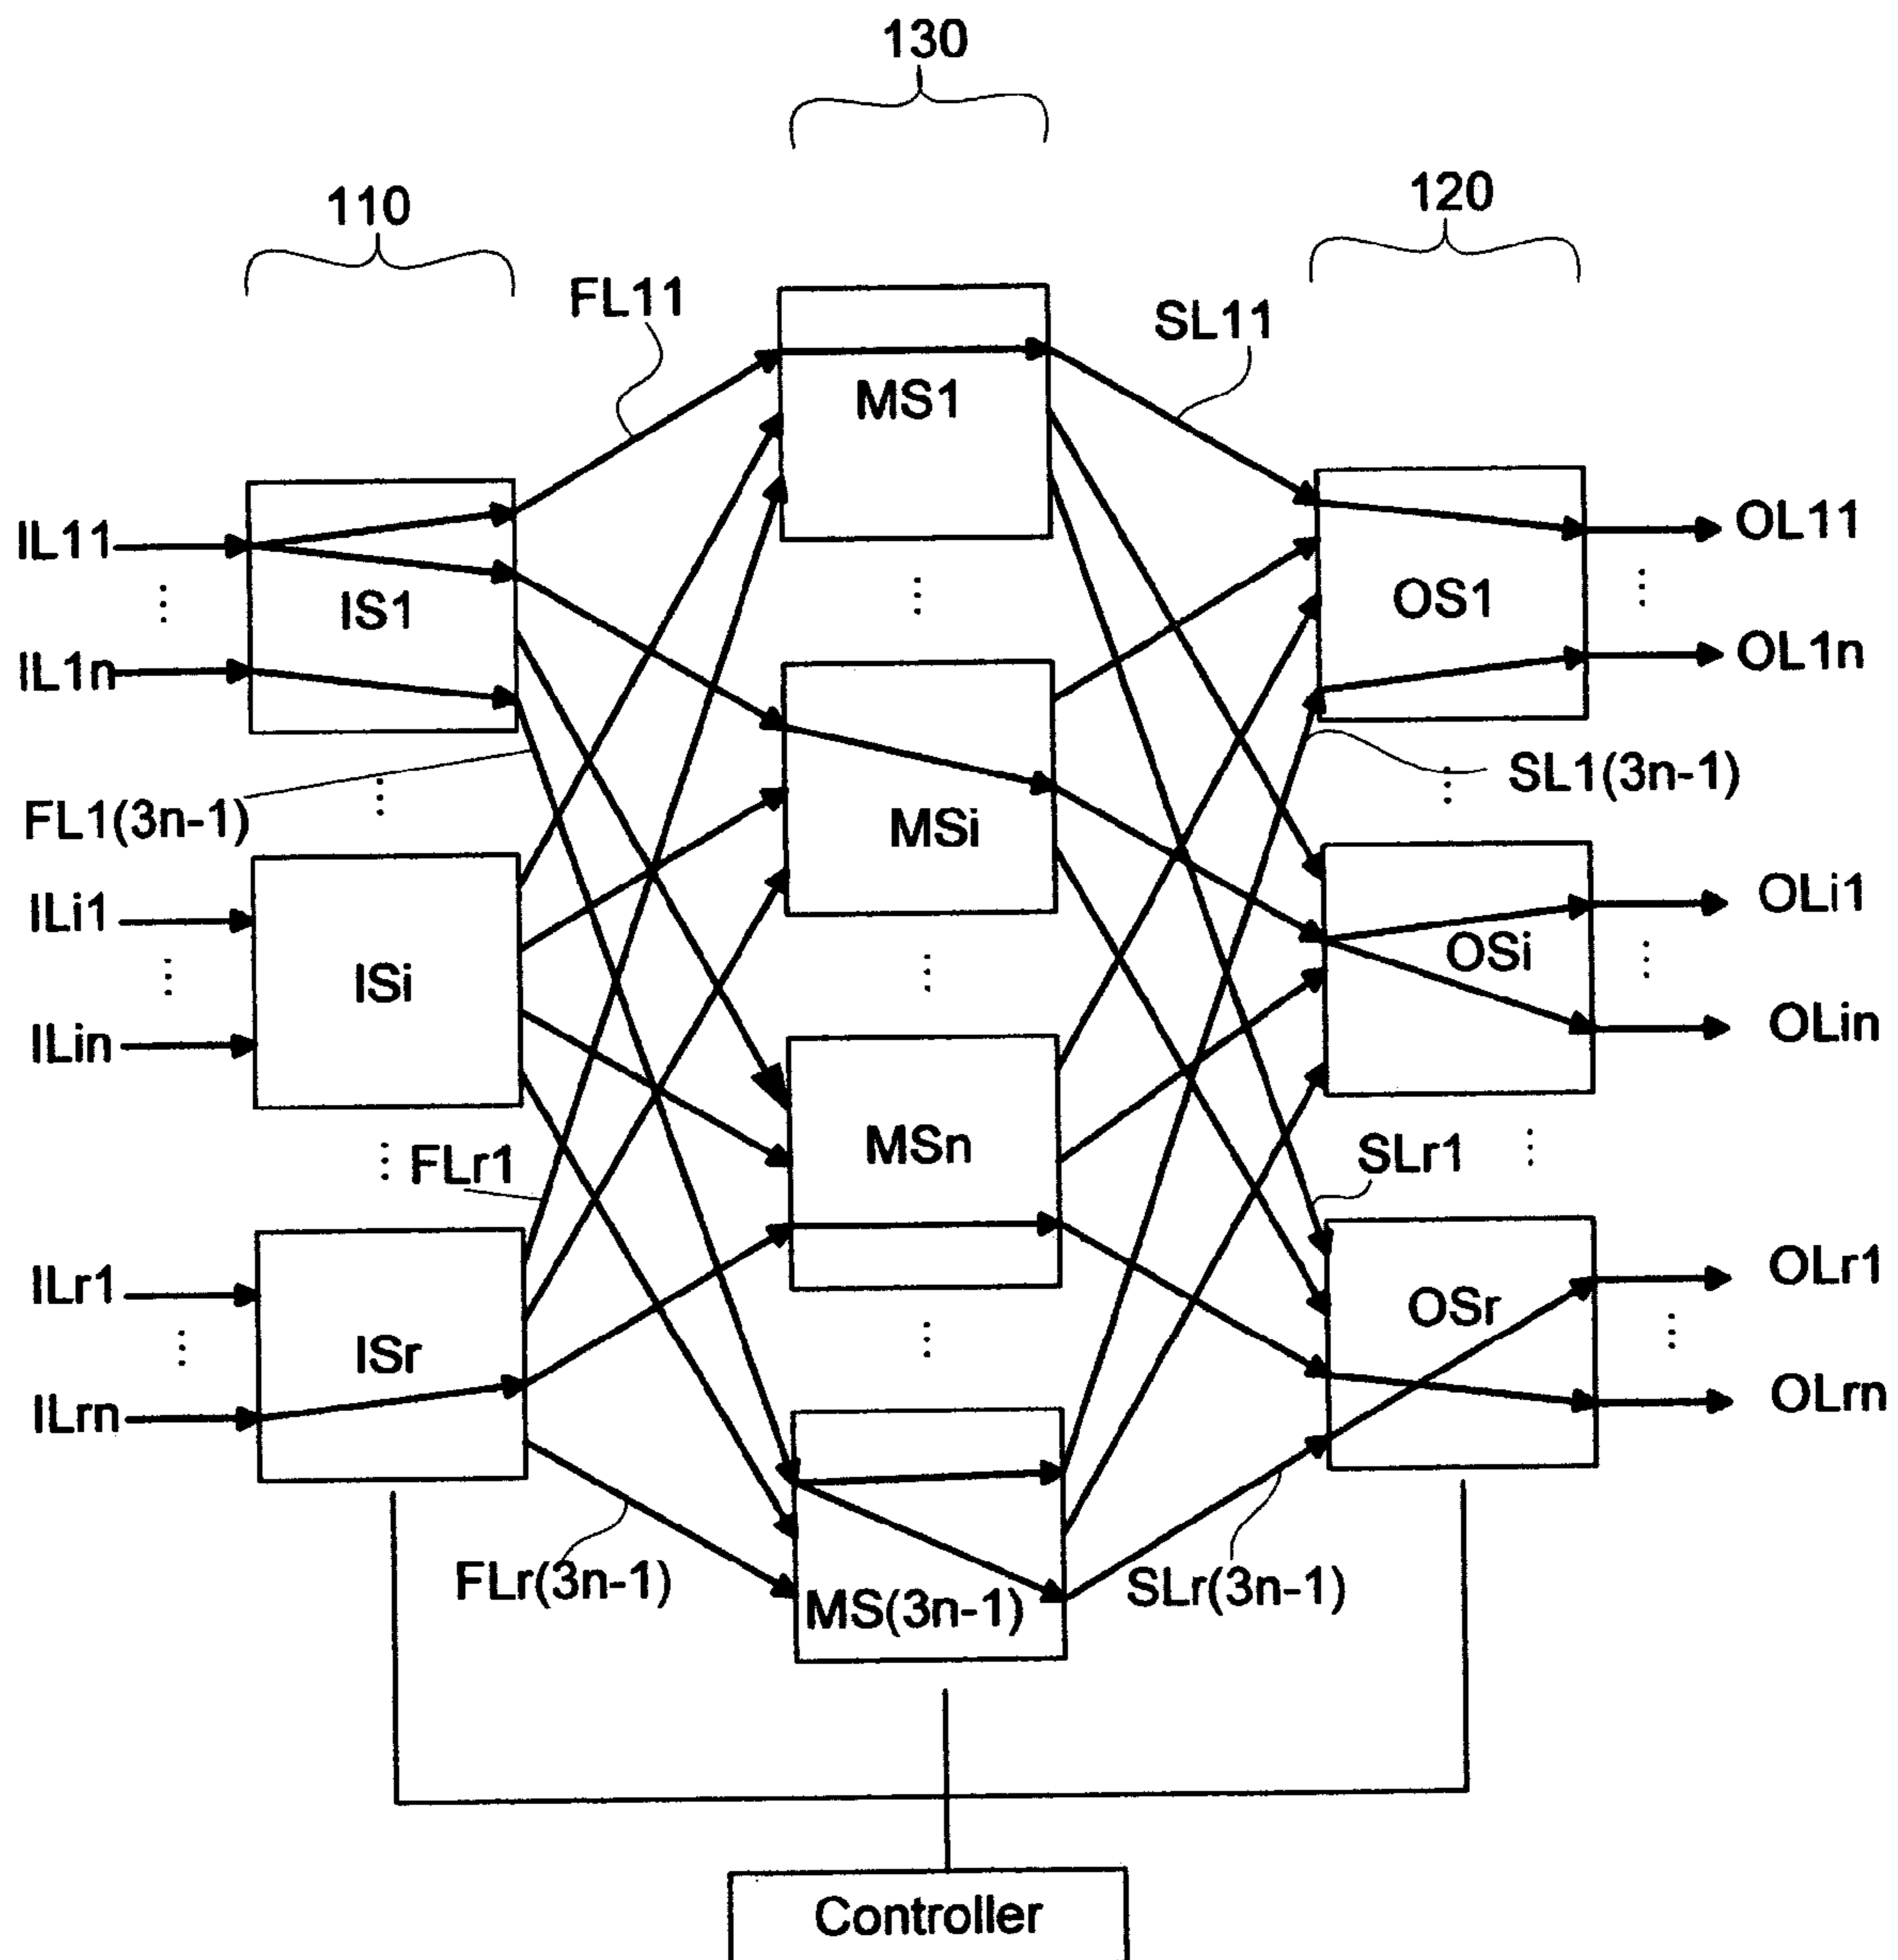 130
110
120
FL11
SL11
MS1
IL11
IS1
OS1
OL11
IL1n
OL1n
FL1(3n-1)
SL1(3n-1)
MSi
ILi1
OLi1
ISi
OSi
ILin
OLin
MSn
FLr1
SLr1
ILr1
OLr1
ISr
OSr
ILrn
OLrn
FLr(3n-1)
MS(3n-1)
SLr(3n-1)
Controller